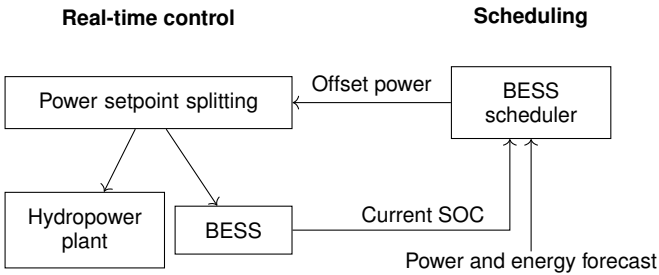 Real-time control
Scheduling
Offset power
Power setpoint splitting
BESS
scheduler
Hydropower
plant
BESS
Current SOC
Power and energy forecast